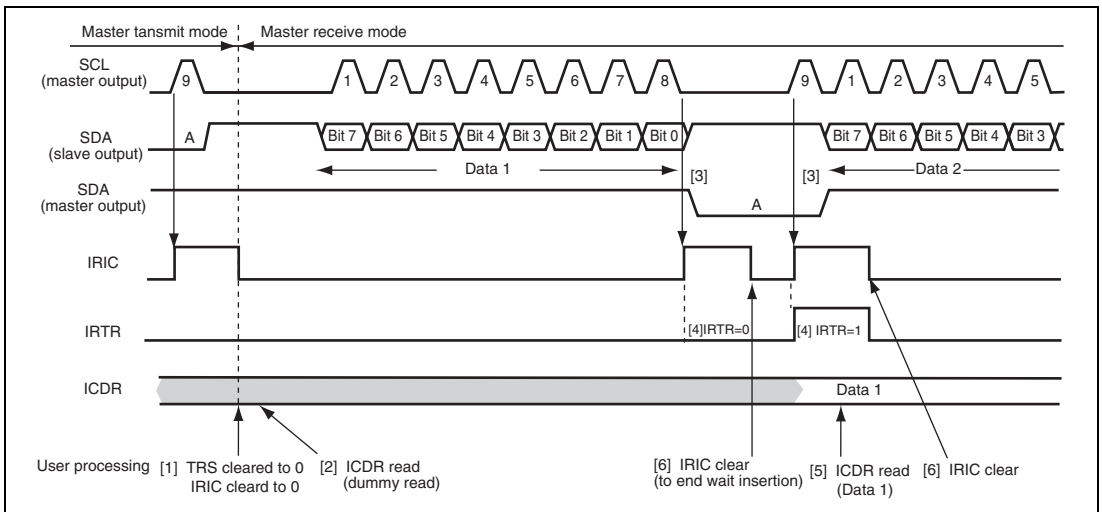 Master tansmit mode Master receive mode
SCL
(master output)
9 1 2 3 4 5 6 7 8 9 1 2 3 4 5
SDA
(slave output)
A Bit 7 Bit 6 Bit 5 Bit 4 Bit 3 Bit 2 Bit 1 Bit 0 Bit 7 Bit 6 Bit 5 Bit 4 Bit 3
Data 1 [3] [3] Data 2
SDA
(master output)
A
IRIC
IRTR
[4]IRTR=0 [4] IRTR=1
ICDR
Data 1
User processing
[1] TRS cleared to 0
IRIC cleard to 0
[2] ICDR read
(dummy read)
[6] IRIC clear
(to end wait insertion)
[5] ICDR read
(Data 1)
[6] IRIC clear